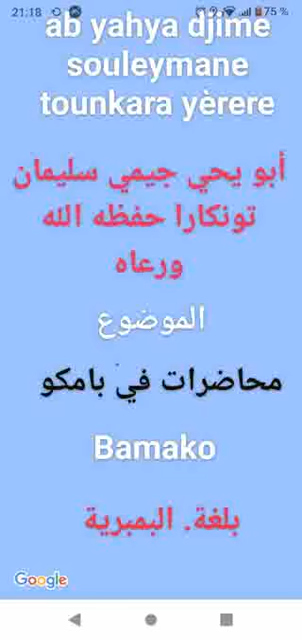 21:18
75 %
ab yahya djime
souleymane
tounkara yèrere
أبو يحي جيمي سليمان
تونكارا حفظه الله
ورعاه
الموضوع
محاضرات في بامكو
Bamako
بلغة. البمبرية
Google